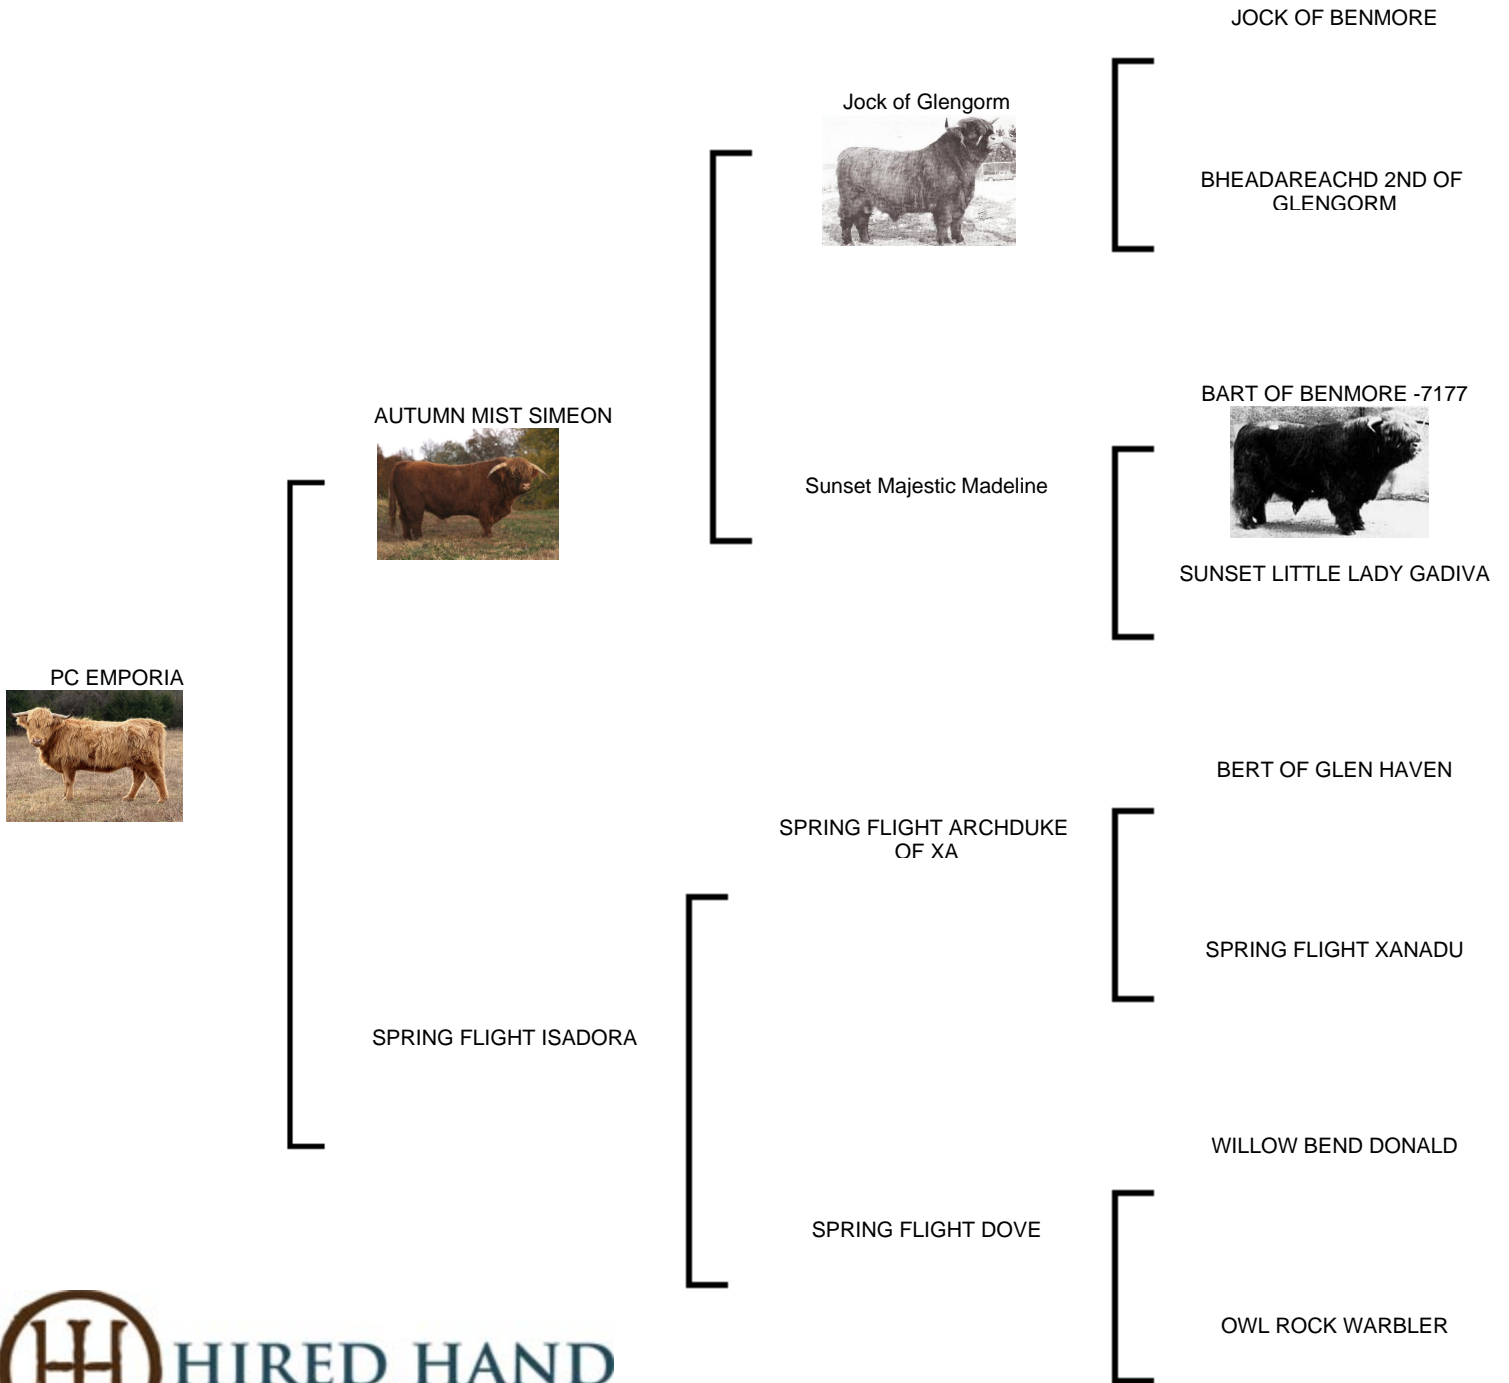 JOCK OF BENMORE
Jock of Glengorm
BHEADAREACHD 2ND OF
GLENGORM
BART OF BENMORE -7177
AUTUMN MIST SIMEON
Sunset Majestic Madeline
SUNSET LITTLE LADY GADIVA
PC EMPORIA
BERT OF GLEN HAVEN
SPRING FLIGHT ARCHDUKE
OF XA
SPRING FLIGHT XANADU
SPRING FLIGHT ISADORA
WILLOW BEND DONALD
SPRING FLIGHT DOVE
OWL ROCK WARBLER
HIRED HAND